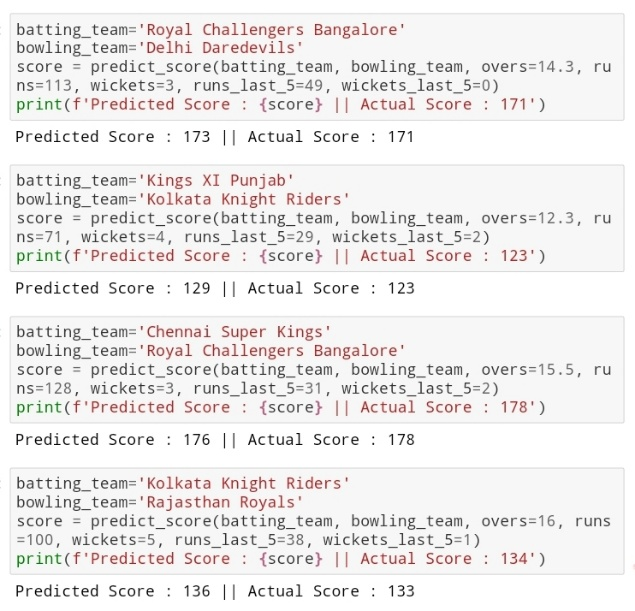 batting_team='Royal Challengers Bangalore'
bowling_team='Delhi Daredevils'
score = predict_score(batting_team, bowling_team, overs=14.3, ru
ns=113, wickets=3, runs_last_5=49, wickets_last_5=0)
print(f'Predicted Score : {score} || Actual Score : 171')
Predicted Score : 173 || Actual Score : 171
batting_team='Kings XI Punjab'
bowling_team='Kolkata Knight Riders'
score = predict_score(batting_team, bowling_team, overs=12.3, ru
ns=71, wickets=4, runs_last_5=29, wickets_last_5=2)
print(f'Predicted Score : {score} || Actual Score : 123')
Predicted Score : 129 || Actual Score : 123
batting_team='Chennai Super Kings'
bowling_team='Royal Challengers Bangalore'
score = predict_score(batting_team, bowling_team, overs=15.5, ru
ns=128, wickets=3, runs_last_5=31, wickets_last_5=2)
print(f'Predicted Score : {score} || Actual Score : 178')
Predicted Score : 176 || Actual Score : 178
batting_team='Kolkata Knight Riders'
bowling_team='Rajasthan Royals'
score = predict_score(batting_team, bowling_team, overs=16, runs
=100, wickets=5, runs_last_5=38, wickets_last_5=1)
print(f'Predicted Score : {score} || Actual Score : 134')
Predicted Score : 136 || Actual Score : 133